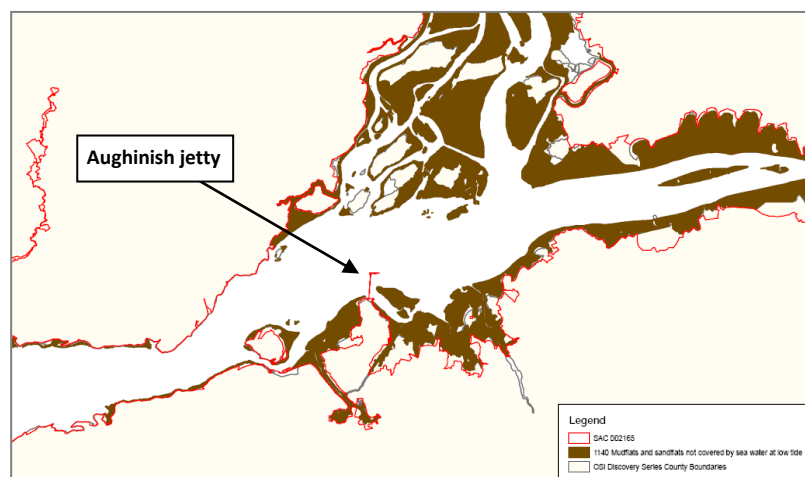 Aughinish jetty
Legend
SAC 002165
1140 Mudflats and sandflats not covered by sea water at low tide
OSI Discovery Series County Boundaries